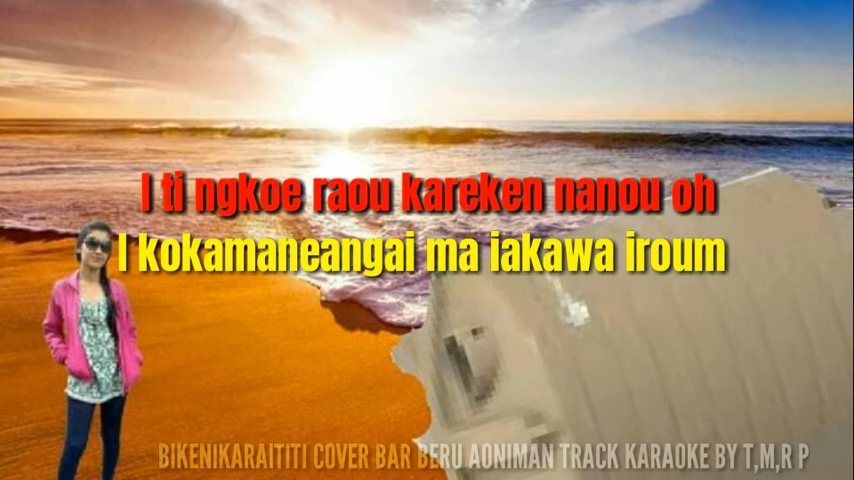 I ti ngkoe raou kareken nanou oh
I kokamaneangai ma iakawa iroum
BIKENIKARAITITI COVER BAR BERU AONIMAN TRACK KARAOKE BY T,M,R P